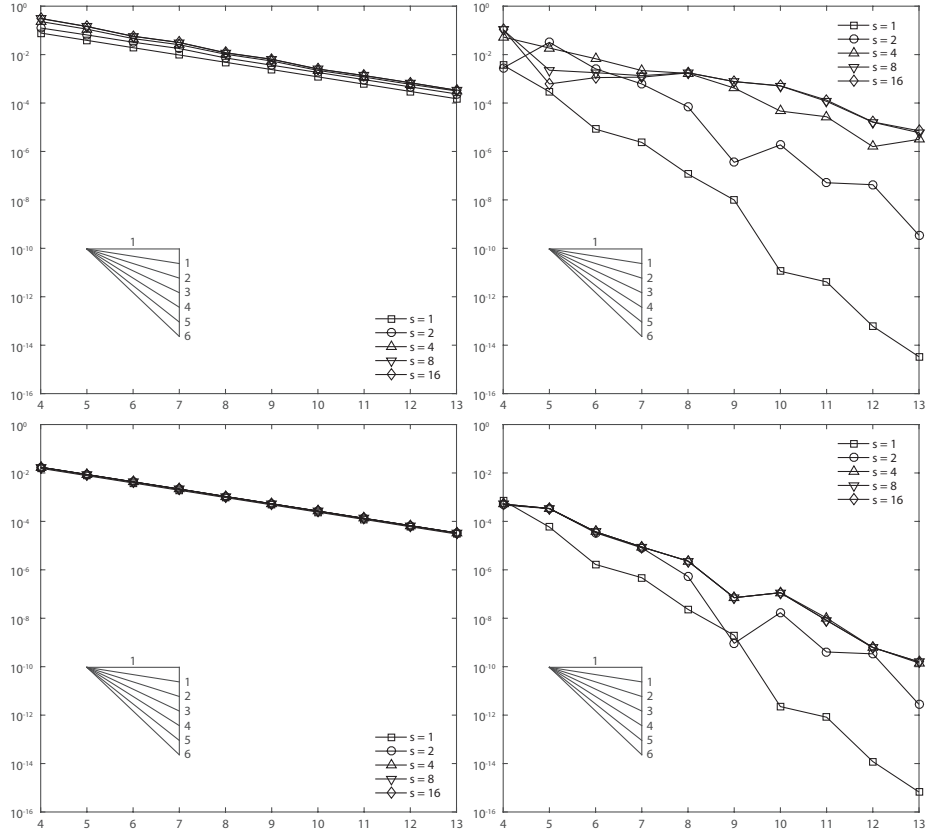 10^0
10^-2
10^-4
10^-6
10^-8
10^-10
10^-12
10^-14
10^-16
4 5 6 7 8 9 10 11 12 13
1
1
2
3
4
5
6
s = 1
s = 2
s = 4
s = 8
s = 16
10^0
10^-2
10^-4
10^-6
10^-8
10^-10
10^-12
10^-14
10^-16
4 5 6 7 8 9 10 11 12 13
s = 1
s = 2
s = 4
s = 8
s = 16
1
1
2
3
4
5
6
10^0
10^-2
10^-4
10^-6
10^-8
10^-10
10^-12
10^-14
10^-16
4 5 6 7 8 9 10 11 12 13
1
1
2
3
4
5
6
s = 1
s = 2
s = 4
s = 8
s = 16
10^0
10^-2
10^-4
10^-6
10^-8
10^-10
10^-12
10^-14
10^-16
4 5 6 7 8 9 10 11 12 13
s = 1
s = 2
s = 4
s = 8
s = 16
1
1
2
3
4
5
6